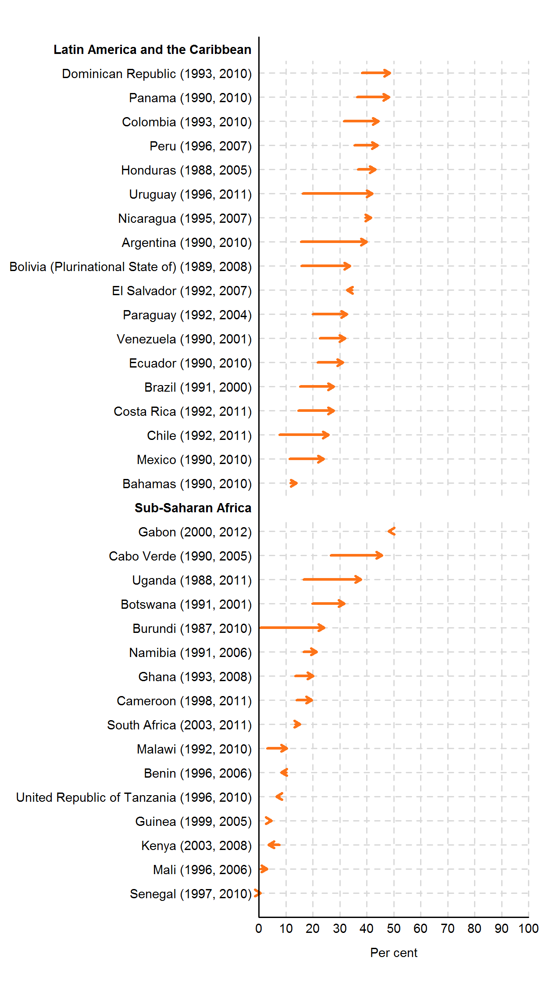 Latin America and the Caribbean
Dominican Republic (1993, 2010)
Panama (1990, 2010)
Colombia (1993, 2010)
Peru (1996, 2007)
Honduras (1988, 2005)
Uruguay (1996, 2011)
Nicaragua (1995, 2007)
Argentina (1990, 2010)
Bolivia (Plurinational State of) (1989, 2008)
El Salvador (1992, 2007)
Paraguay (1992, 2004)
Venezuela (1990, 2001)
Ecuador (1990, 2010)
Brazil (1991, 2000)
Costa Rica (1992, 2011)
Chile (1992, 2011)
Mexico (1990, 2010)
Bahamas (1990, 2010)
Sub-Saharan Africa
Gabon (2000, 2012)
Cabo Verde (1990, 2005)
Uganda (1988, 2011)
Botswana (1991, 2001)
Burundi (1987, 2010)
Namibia (1991, 2006)
Ghana (1993, 2008)
Cameroon (1998, 2011)
South Africa (2003, 2011)
Malawi (1992, 2010)
Benin (1996, 2006)
United Republic of Tanzania (1996, 2010)
Guinea (1999, 2005)
Kenya (2003, 2008)
Mali (1996, 2006)
Senegal (1997, 2010)
0 10 20 30 40 50 60 70 80 90 100
Per cent